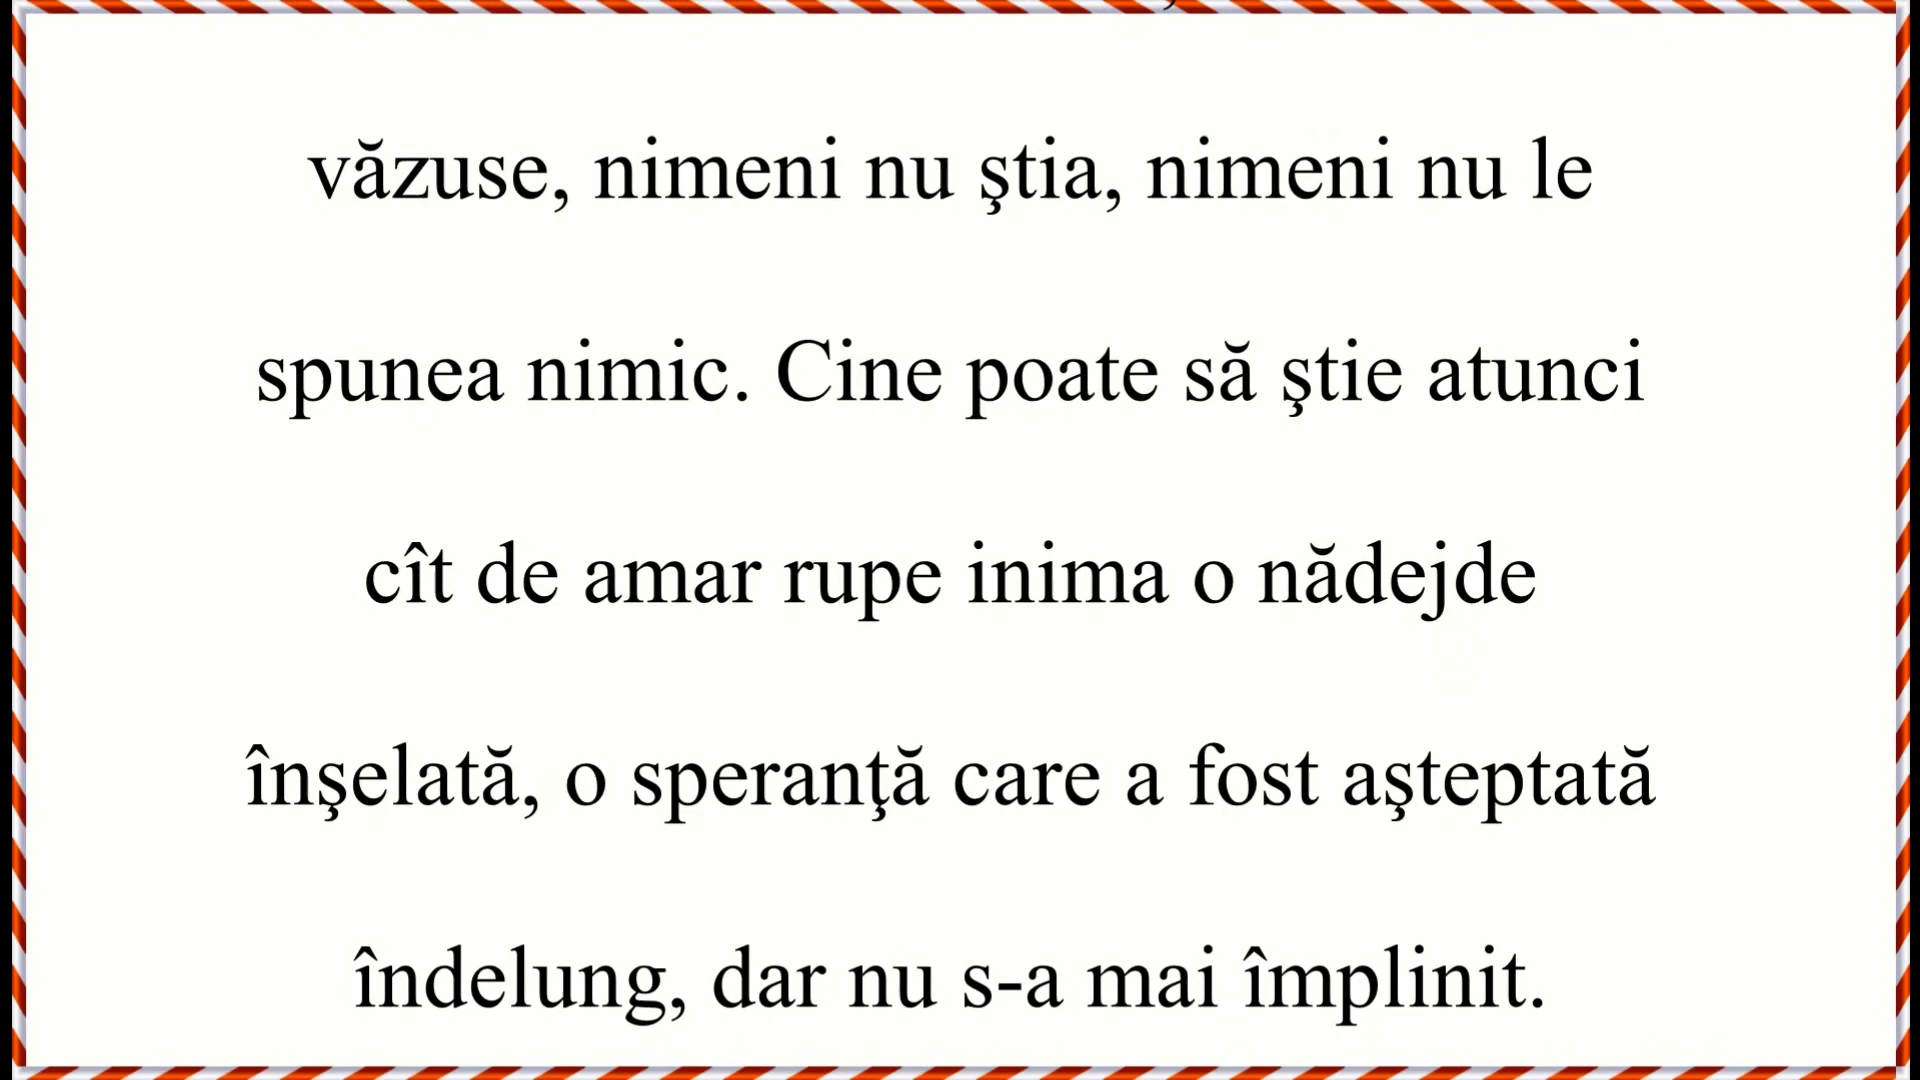 văzuse, nimeni nu ştia, nimeni nu le
spunea nimic. Cine poate să ştie atunci
cît de amar rupe inima o nădejde
înşelată, o speranţă care a fost aşteptată
îndelung, dar nu s-a mai împlinit.